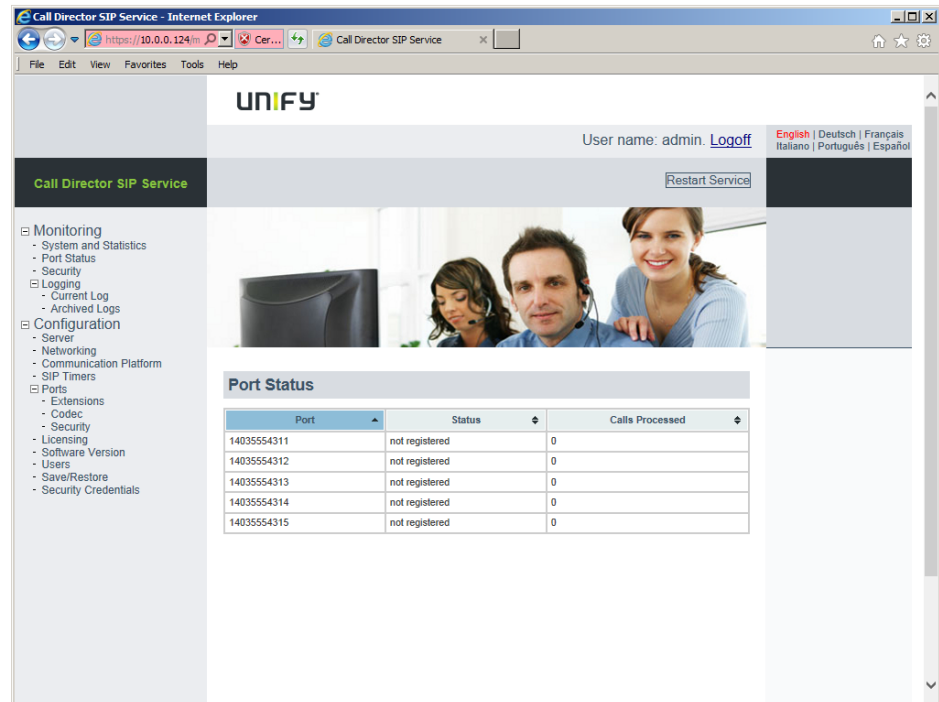 Call Director SIP Service - Internet Explorer
https://10.0.0.124/m
Cer...
Call Director SIP Service
File Edit View Favorites Tools Help
UNIFY
User name: admin. Logoff
English | Deutsch | Français
Italiano | Português | Español
Call Director SIP Service
Restart Service
Monitoring
- System and Statistics
- Port Status
- Security
Logging
- Current Log
- Archived Logs
Configuration
- Server
- Networking
- Communication Platform
- SIP Timers
Ports
- Extensions
- Codec
- Security
- Licensing
- Software Version
- Users
- Save/Restore
- Security Credentials
Port Status
Port Status Calls Processed
14035554311 not registered 0
14035554312 not registered 0
14035554313 not registered 0
14035554314 not registered 0
14035554315 not registered 0